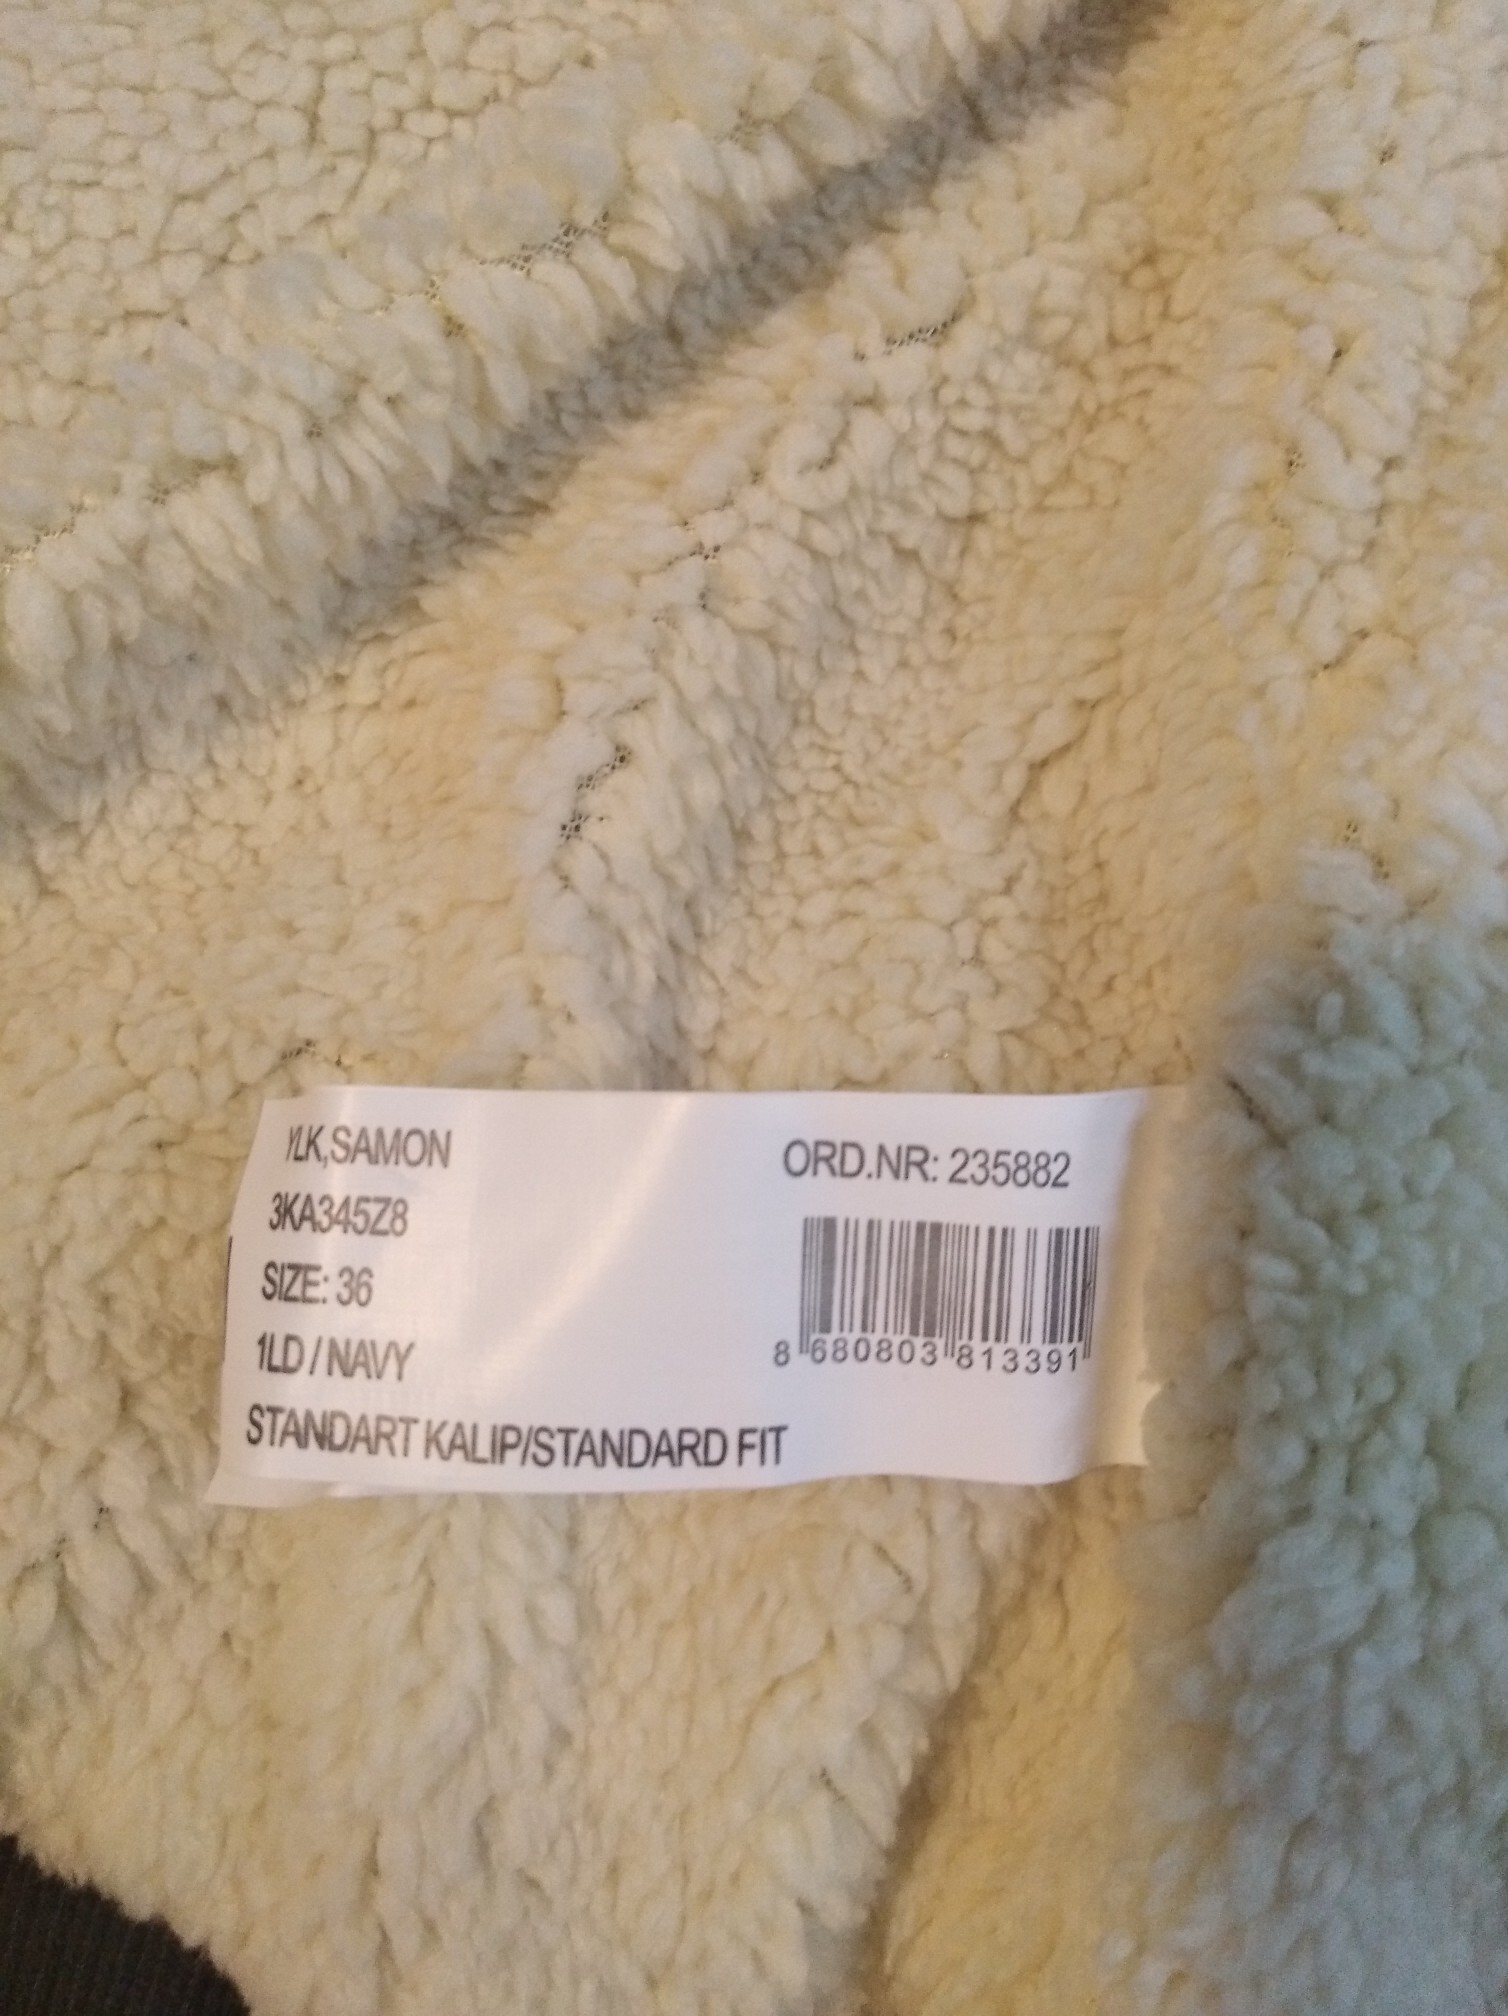 YLK,SAMON
3KA345Z8
SIZE: 36
1LD / NAVY
STANDART KALIP/STANDARD FIT
ORD.NR: 235882
8 680803 813391